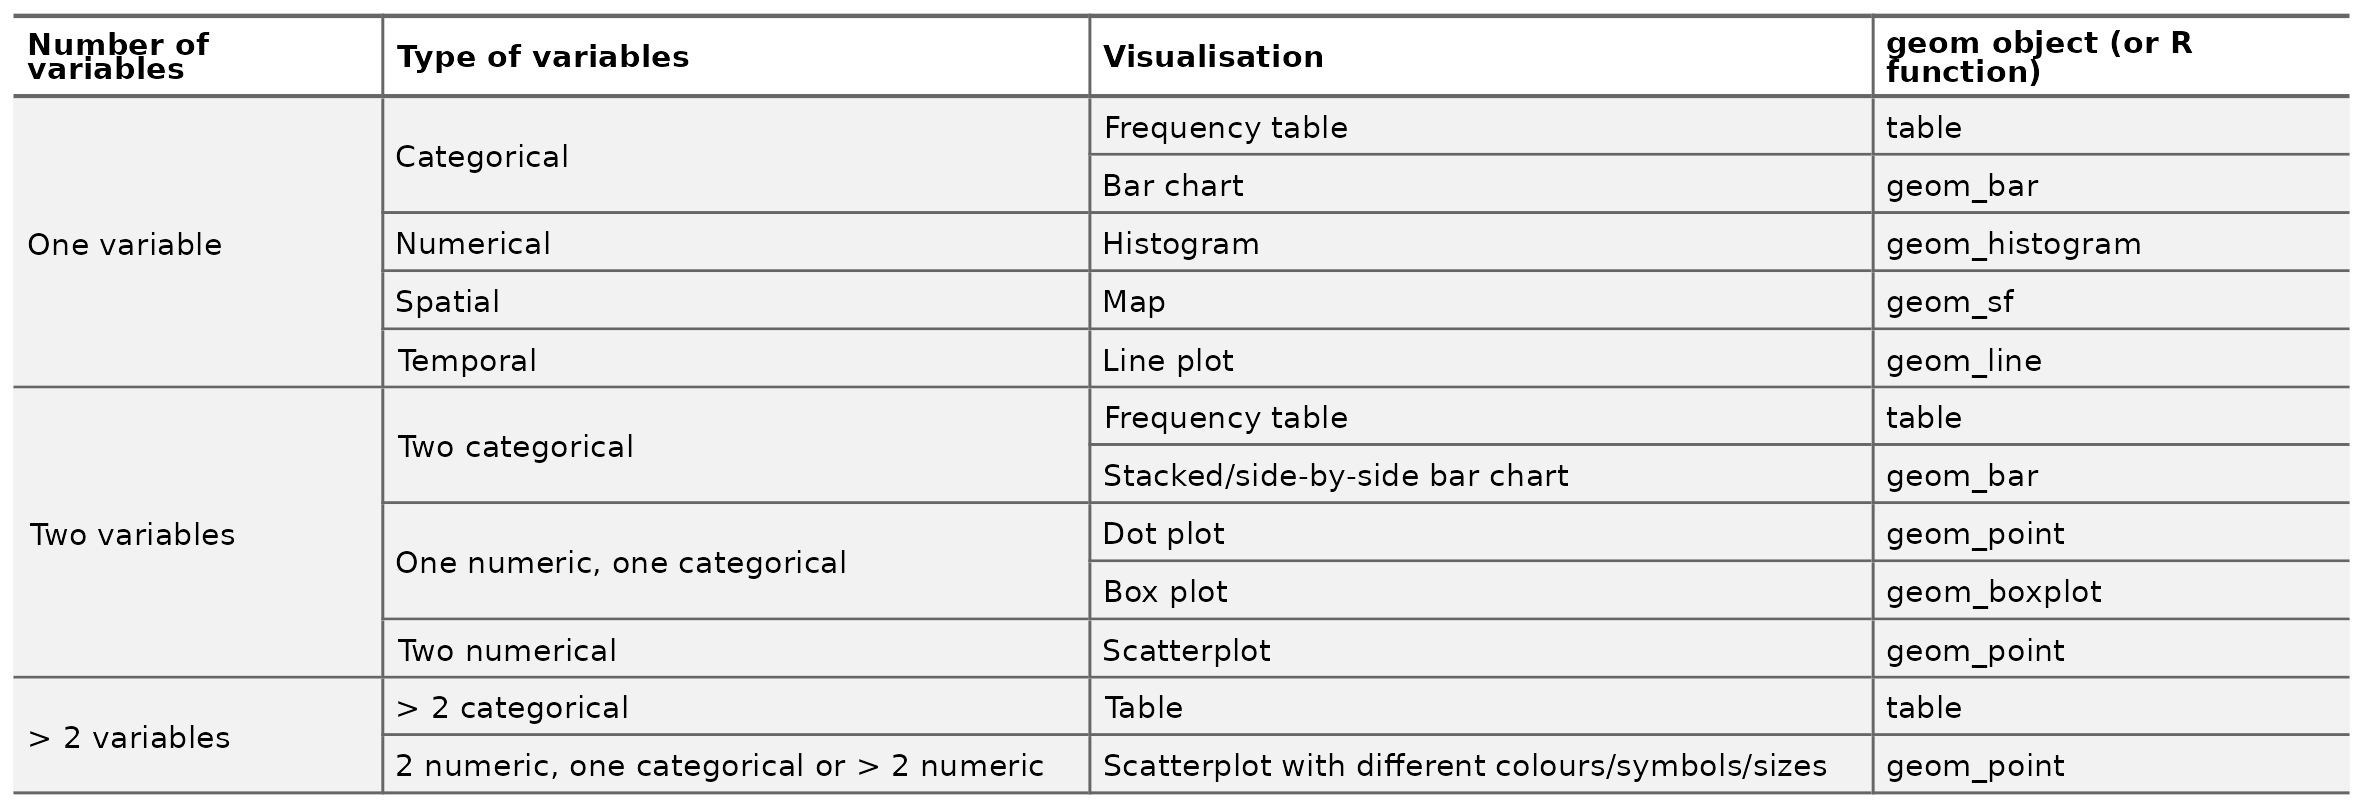 Number of
variables
Type of variables
Visualisation
geom object (or R
function)
One variable
Categorical
Frequency table
table
Bar chart
geom_bar
Numerical
Histogram
geom_histogram
Spatial
Map
geom_sf
Temporal
Line plot
geom_line
Two variables
Two categorical
Frequency table
table
Stacked/side-by-side bar chart
geom_bar
One numeric, one categorical
Dot plot
geom_point
Box plot
geom_boxplot
Two numerical
Scatterplot
geom_point
> 2 variables
> 2 categorical
Table
table
2 numeric, one categorical or > 2 numeric
Scatterplot with different colours/symbols/sizes
geom_point